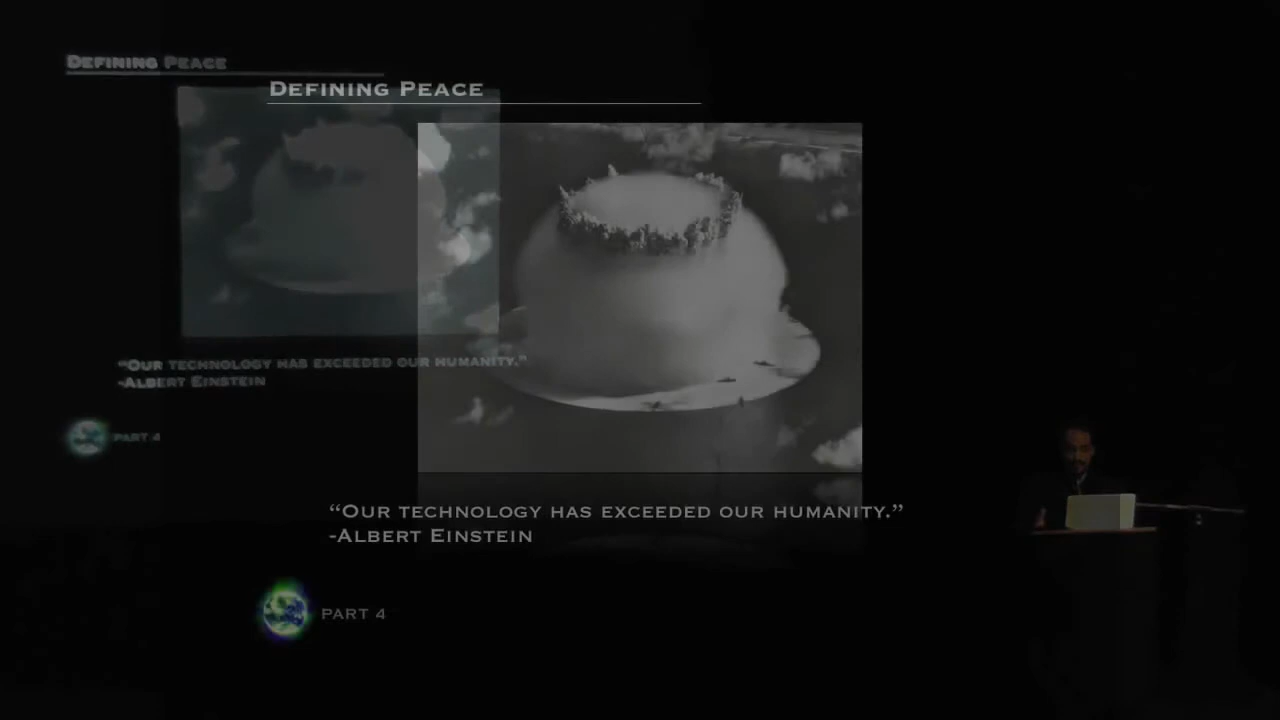 DEFINING PEACE
"OUR TECHNOLOGY HAS EXCEEDED OUR HUMANITY."
-ALBERT EINSTEIN
PART 4
DEFINING PEACE
“OUR TECHNOLOGY HAS EXCEEDED OUR HUMANITY.”
-ALBERT EINSTEIN
PART 4